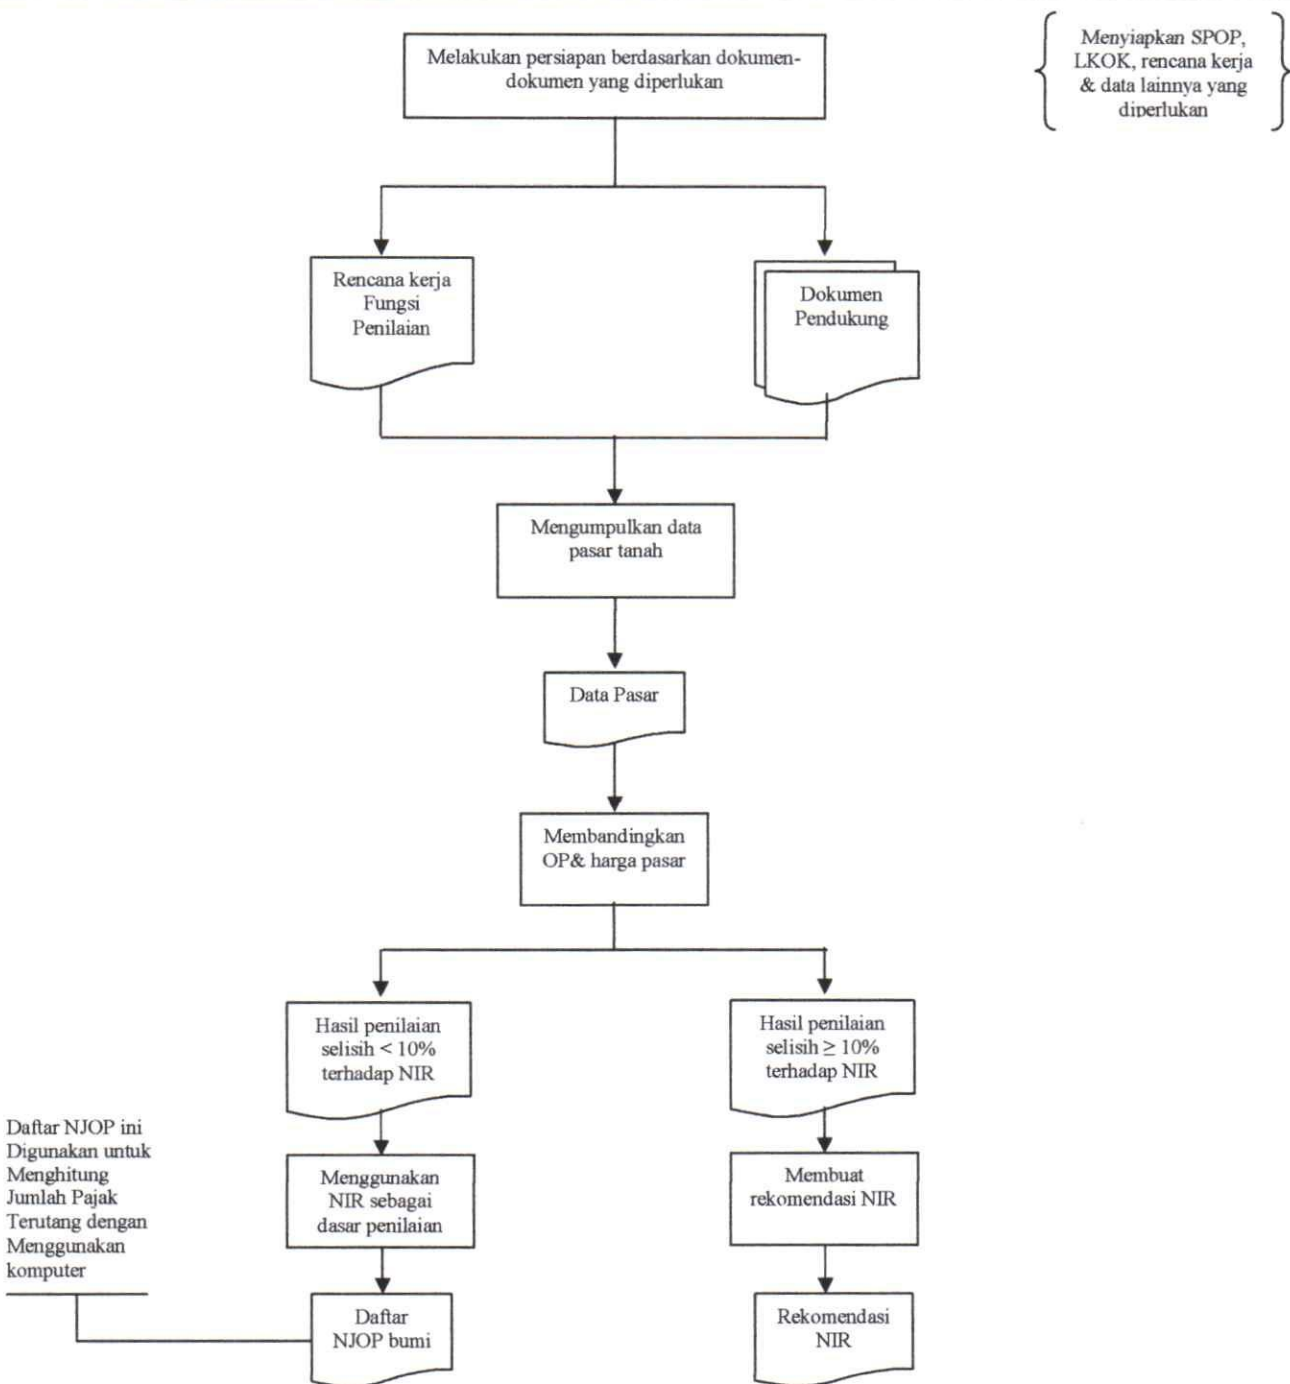 Melakukan persiapan berdasarkan dokumen-
dokumen yang diperlukan
Menyiapkan SPOP,
LKOK, rencana kerja
& data lainnya yang
diperlukan
Rencana kerja
Fungsi
Penilaian
Dokumen
Pendukung
Mengumpulkan data
pasar tanah
Data Pasar
Membandingkan
OP& harga pasar
Hasil penilaian
selisih < 10%
terhadap NIR
Hasil penilaian
selisih ≥ 10%
terhadap NIR
Daftar NJOP ini
Digunakan untuk
Menghitung
Jumlah Pajak
Terutang dengan
Menggunakan
komputer
Menggunakan
NIR sebagai
dasar penilaian
Membuat
rekomendasi NIR
Daftar
NJOP bumi
Rekomendasi
NIR